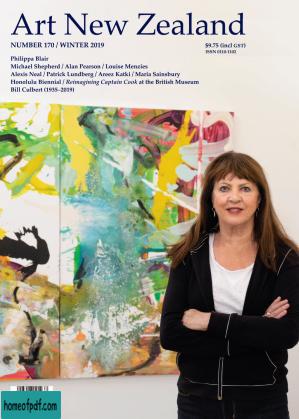 Art New Zealand
NUMBER 170 / WINTER 2019
$9.75 (incl GST)
ISSN 0110-1102
Philippa Blair
Michael Shepherd / Alan Pearson / Louise Menzies
Alexis Neal / Patrick Lundberg / Areez Katki / Maria Sainsbury
Honolulu Biennial / Reimagining Captain Cook at the British Museum
Bill Culbert (1935–2019)
homeofpdf.com